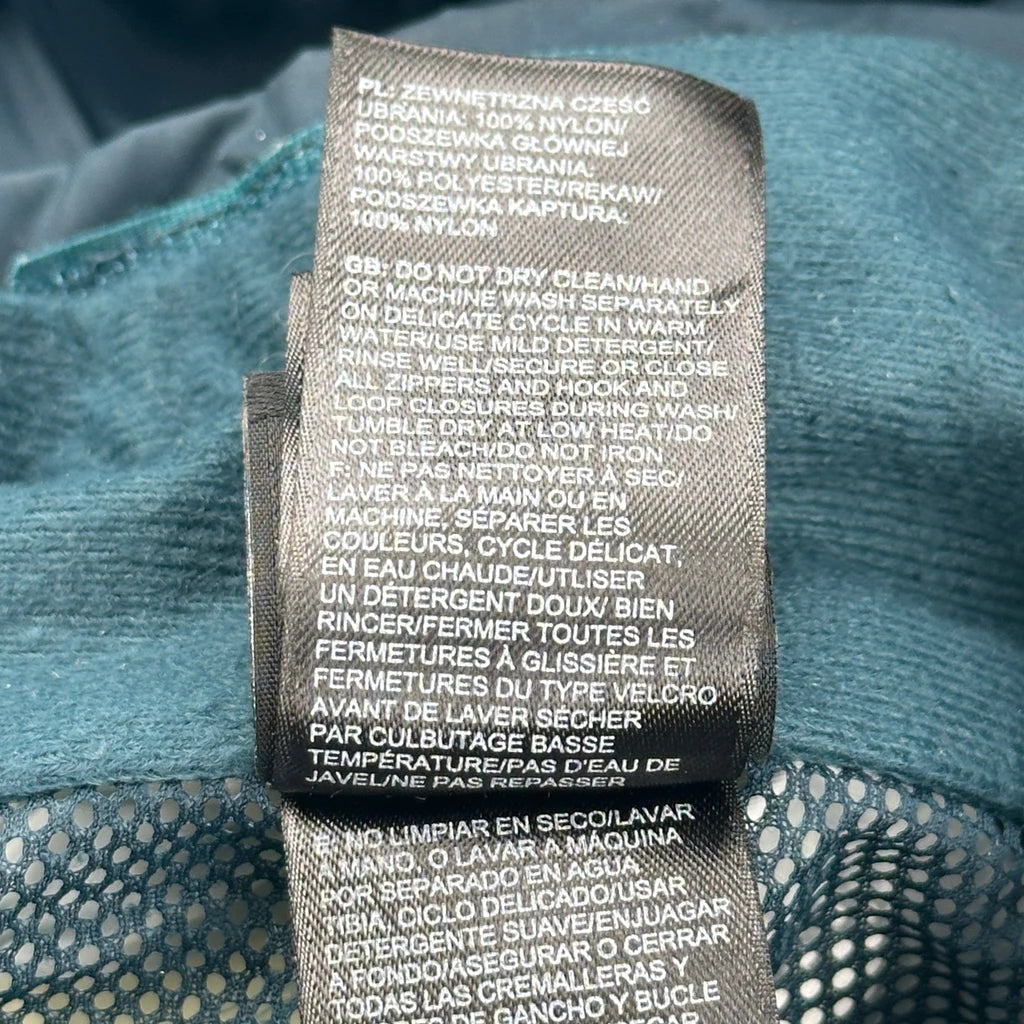 PL: ZEWNĘTRZNA CZĘŚĆ
UBRANIA: 100% NYLON/
PODSZEWKA GŁOWNEJ
WARSTWY UBRANIA:
100% POLYESTER/RĘKAW/
PODSZEWKA KAPTURA:
100% NYLON
GB: DO NOT DRY CLEAN/HAND
OR MACHINE WASH SEPARATELY
ON DELICATE CYCLE IN WARM
WATER/USE MILD DETERGENT/
RINSE WELL/SECURE OR CLOSE
ALL ZIPPERS AND HOOK AND
LOOP CLOSURES DURING WASH/
TUMBLE DRY AT LOW HEAT/DO
NOT BLEACH/DO NOT IRON
F: NE PAS NETTOYER À SEC/
LAVER À LA MAIN OU EN
MACHINE, SÉPARER LES
COULEURS, CYCLE DÉLICAT,
EN EAU CHAUDE/UTLISER
UN DÉTERGENT DOUX/ BIEN
RINCER/FERMER TOUTES LES
FERMETURES À GLISSIÈRE ET
FERMETURES DU TYPE VELCRO
AVANT DE LAVER SÉCHER
PAR CULBUTAGE BASSE
TEMPÉRATURE/PAS D'EAU DE
JAVEL/NE PAS REPASSER
E: NO LIMPIAR EN SECO/LAVAR
A MANO, O LAVAR A MÁQUINA
POR SEPARADO EN AGUA
TIBIA, CICLO DELICADO/USAR
DETERGENTE SUAVE/ENJUAGAR
A FONDO/ASEGURAR O CERRAR
TODAS LAS CREMALLERAS Y
DE GANCHO Y BUCLE